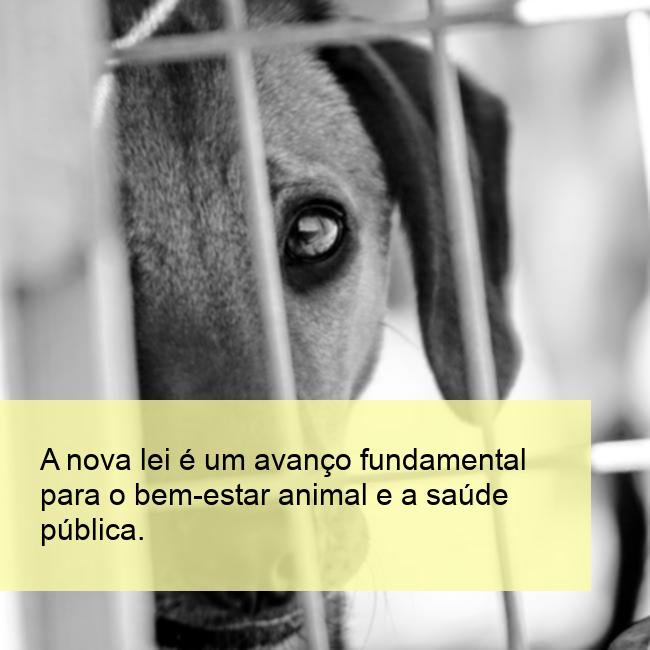 A nova lei é um avanço fundamental
para o bem-estar animal e a saúde
pública.